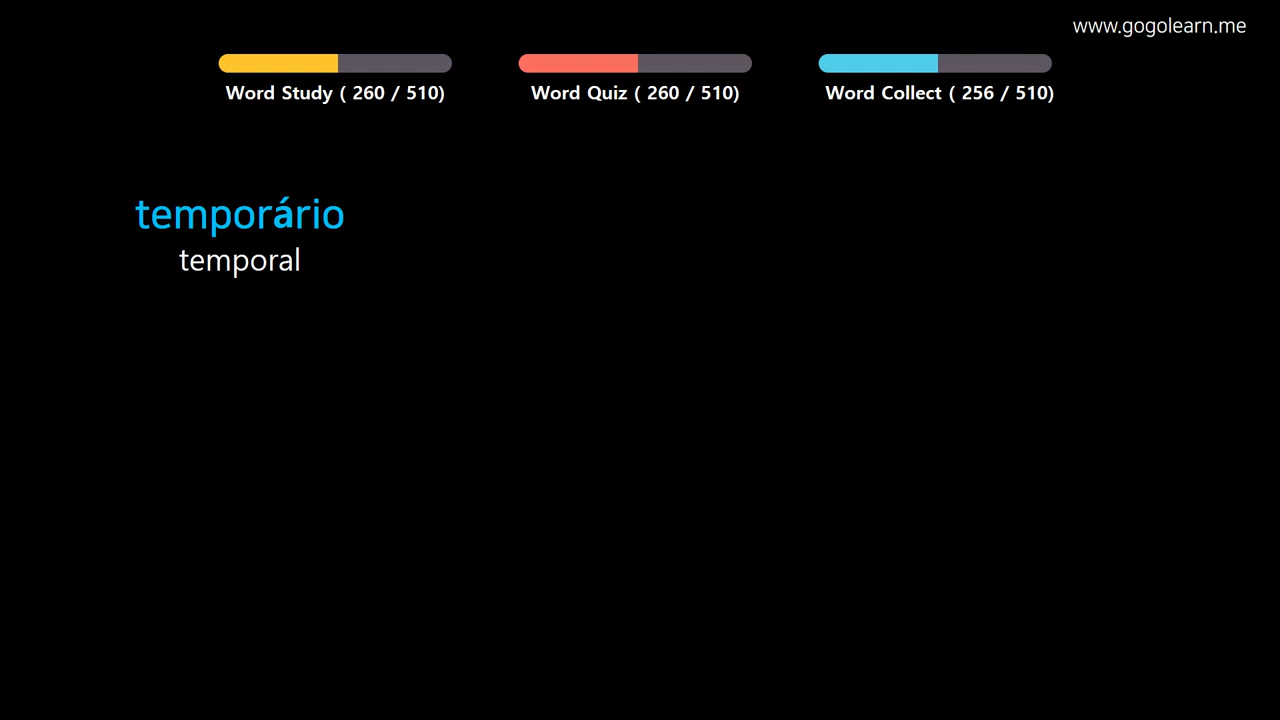 www.gogolearn.me
Word Study ( 260 / 510)
Word Quiz ( 260 / 510)
Word Collect ( 256 / 510)
temporário
temporal